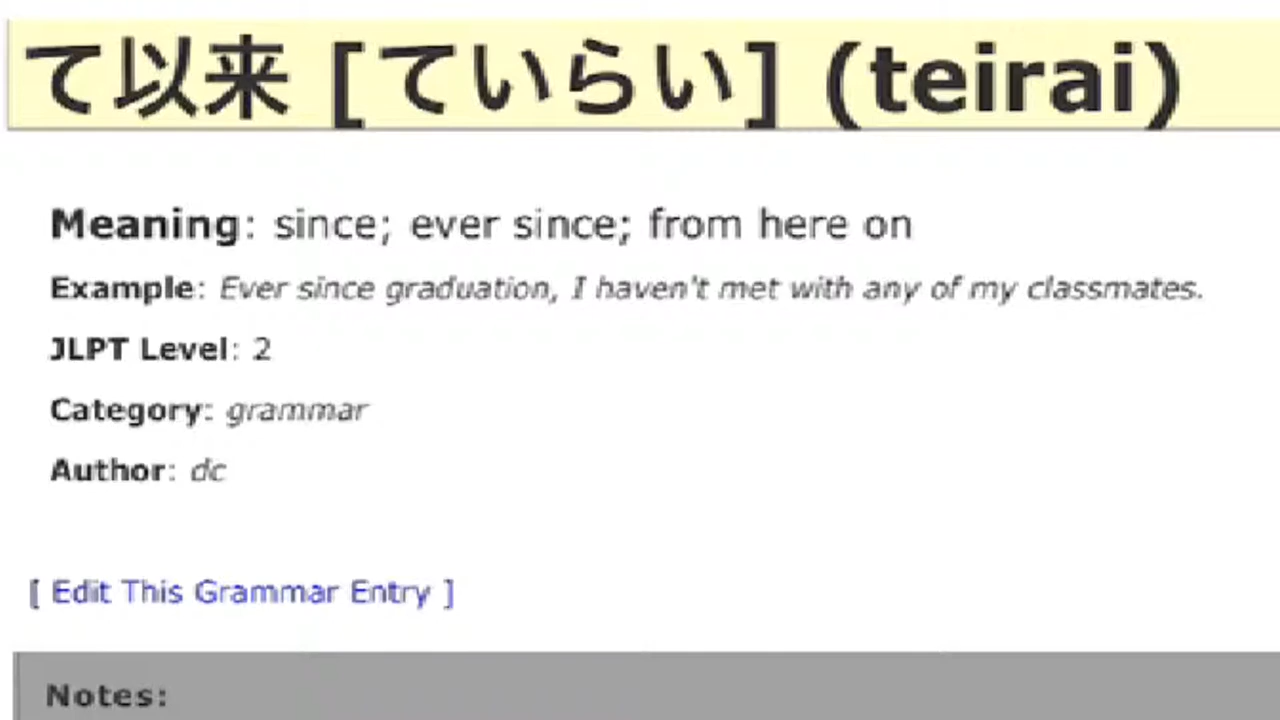 て以来 [ていらい] (teirai)
Meaning: since; ever since; from here on
Example: Ever since graduation, I haven't met with any of my classmates.
JLPT Level: 2
Category: grammar
Author: dc
[ Edit This Grammar Entry ]
Notes: